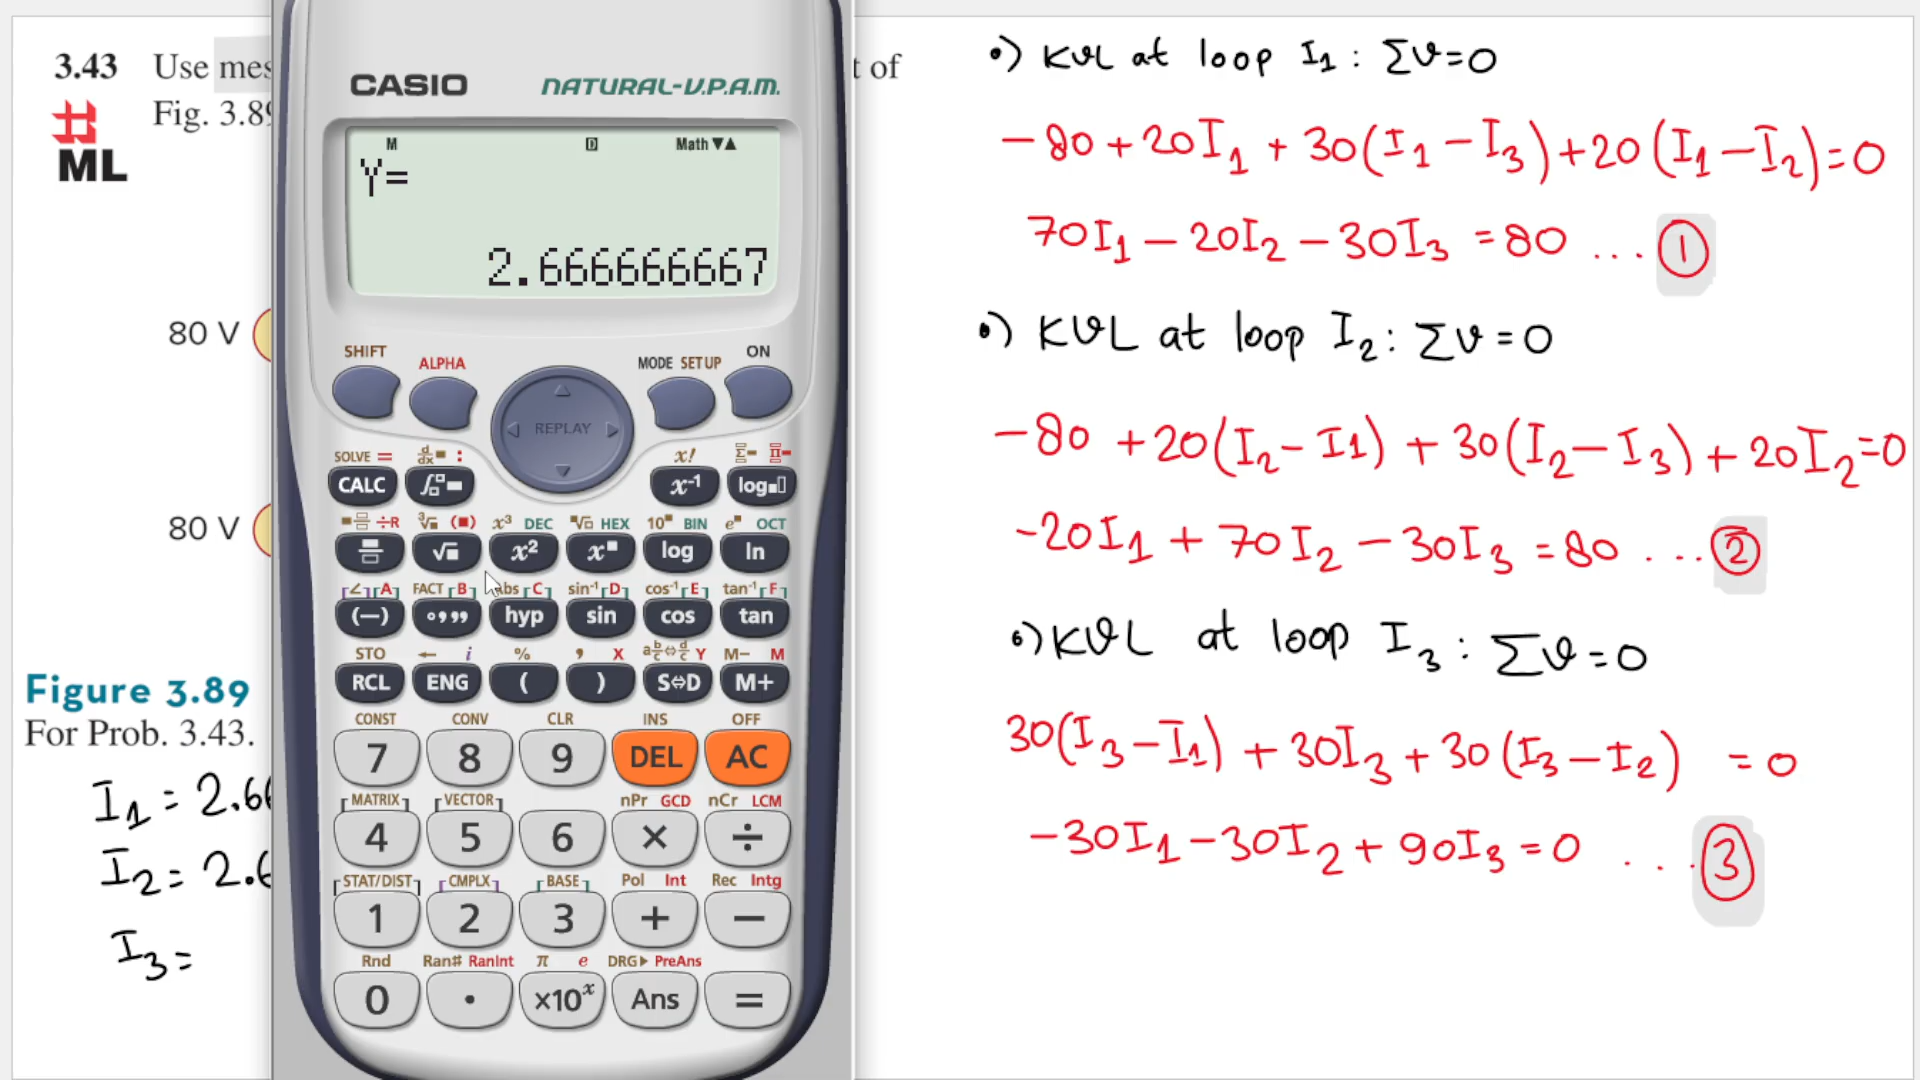 3.43 Use mes
t of
Fig. 3.89
ML
80 V
80 V
Figure 3.89
For Prob. 3.43.
I1 = 2.66
I2 = 2.6
I3 =
CASIO NATURAL-V.P.A.M.
M D Math▼▲
Y=
2.666666667
SHIFT ALPHA MODE SETUP ON
REPLAY
SOLVE = d/dx■ : x! Σ■ Π■
CALC ∫■ x⁻¹ log■□
■⊟ ÷R ³√■ (■) x³ DEC ■√□ HEX 10■ BIN e■ OCT
√■ x² x■ log ln
[∠] [A] FACT [B] Abs [C] sin⁻¹ [D] cos⁻¹ [E] tan⁻¹ [F]
(−) °,,, hyp sin cos tan
STO ← i % , X a b/c⇔d/c Y M− M
RCL ENG ( ) S⇔D M+
CONST CONV CLR INS OFF
7 8 9 DEL AC
MATRIX VECTOR nPr GCD nCr LCM
4 5 6 × ÷
STAT/DIST CMPLX BASE Pol Int Rec Intg
1 2 3 + −
Rnd Ran# RanInt π e DRG▶ PreAns
0 . ×10ˣ Ans =
•) KVL at loop I1 : Σv=0
−80 + 20I1 + 30(I1 − I3) + 20(I1 − I2) = 0
70I1 − 20I2 − 30I3 = 80 ... ①
•) KVL at loop I2 : Σv = 0
−80 + 20(I2 − I1) + 30(I2 − I3) + 20I2 = 0
-20I1 + 70I2 − 30I3 = 80 ... ②
•) KVL at loop I3 : Σv = 0
30(I3 − I1) + 30I3 + 30(I3 − I2) = 0
−30I1 − 30I2 + 90I3 = 0 ... ③